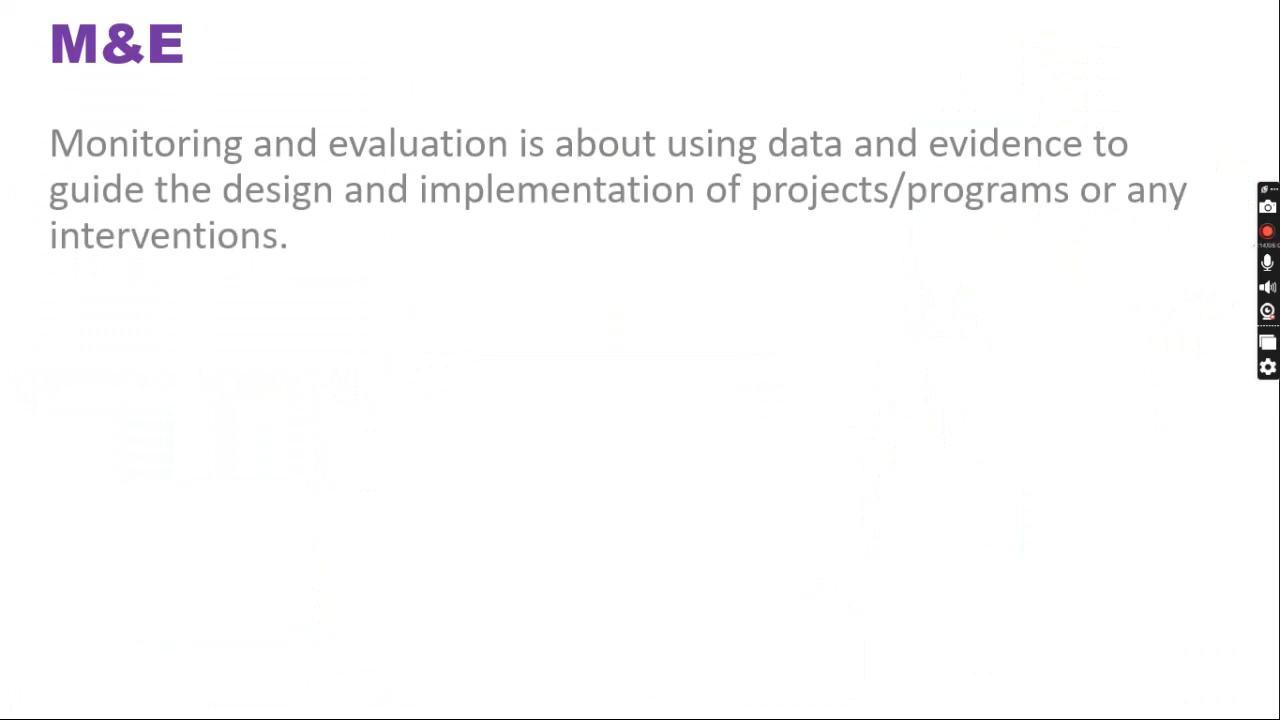 M&E
Monitoring and evaluation is about using data and evidence to
guide the design and implementation of projects/programs or any
interventions.